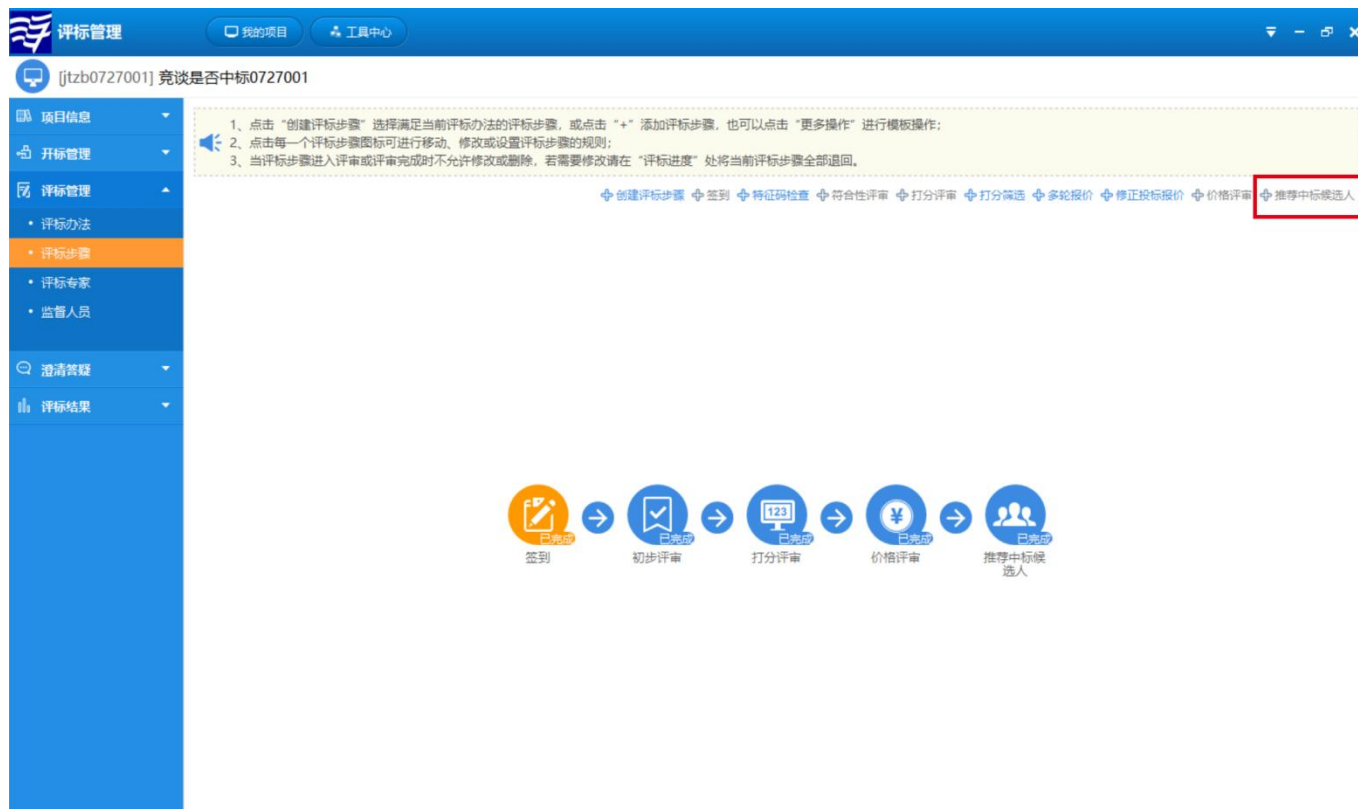 评标管理
我的项目
工具中心
[jtzb0727001] 竞谈是否中标0727001
项目信息
开标管理
评标管理
• 评标办法
• 评标步骤
• 评标专家
• 监督人员
澄清答疑
评标结果
1、点击“创建评标步骤”选择满足当前评标办法的评标步骤，或点击“+”添加评标步骤，也可以点击“更多操作”进行模板操作；
2、点击每一个评标步骤图标可进行移动、修改或设置评标步骤的规则；
3、当评标步骤进入评审或评审完成时不允许修改或删除，若需要修改请在“评标进度”处将当前评标步骤全部退回。
创建评标步骤 签到 特征码检查 符合性评审 打分评审 打分筛选 多轮报价 修正投标报价 价格评审 推荐中标候选人
123 ¥
已完成 已完成 已完成 已完成 已完成
签到 初步评审 打分评审 价格评审 推荐中标候
选人